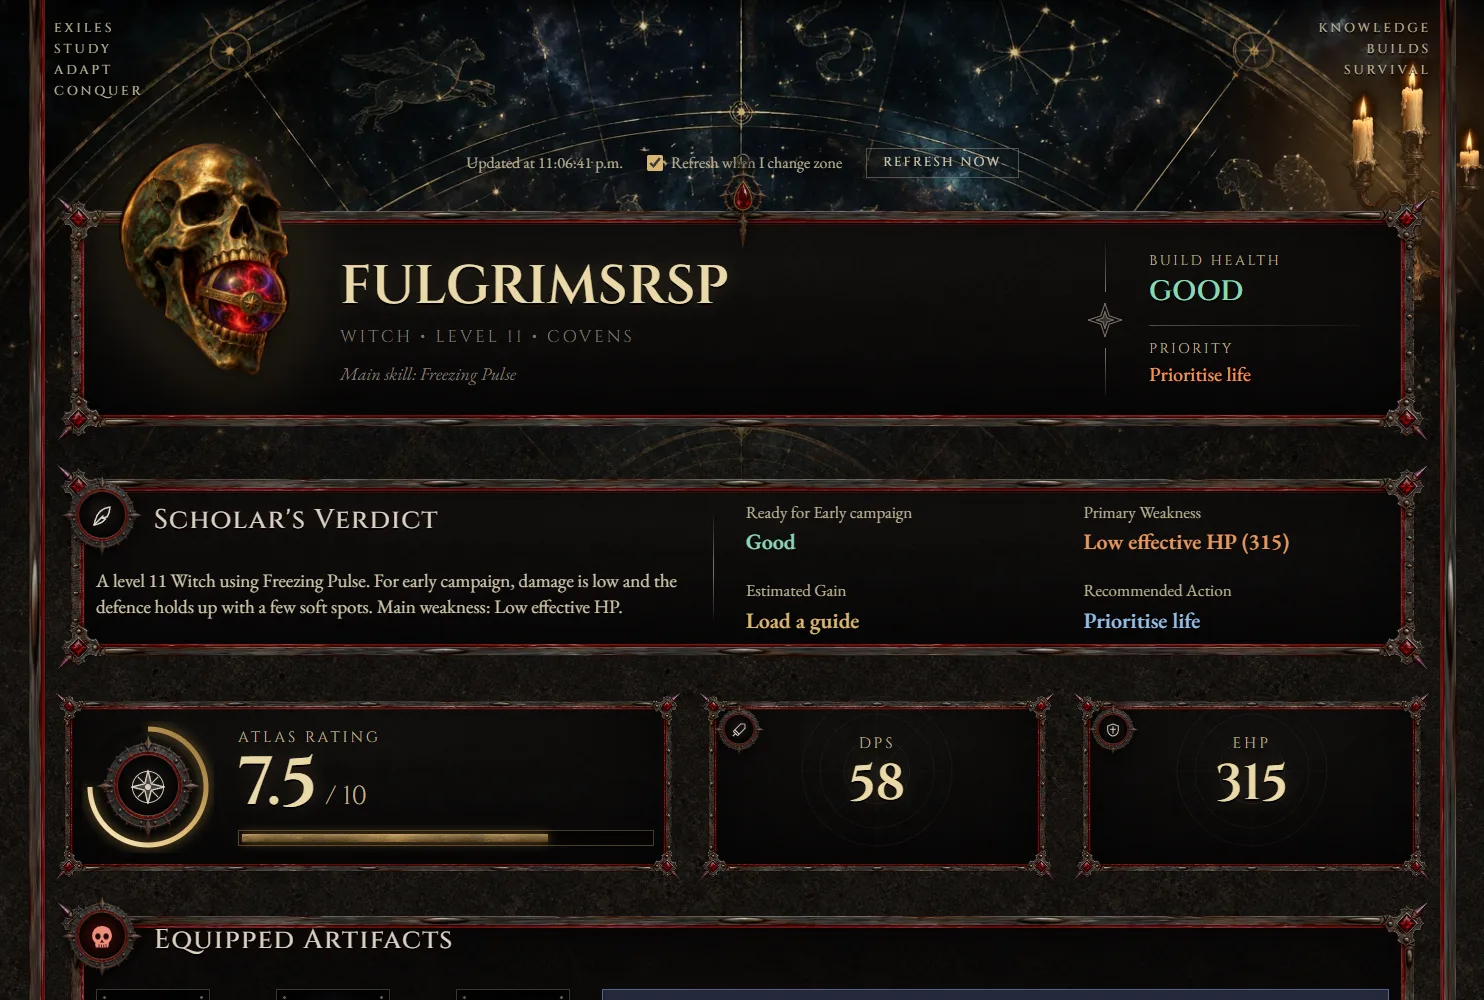 EXILES
STUDY
ADAPT
CONQUER
KNOWLEDGE
BUILDS
SURVIVAL
Updated at 11:06:41 p.m.
Refresh when I change zone
REFRESH NOW
FULGRIMSRSP
WITCH • LEVEL 11 • COVENS
Main skill: Freezing Pulse
BUILD HEALTH
GOOD
PRIORITY
Prioritise life
SCHOLAR'S VERDICT
A level 11 Witch using Freezing Pulse. For early campaign, damage is low and the
defence holds up with a few soft spots. Main weakness: Low effective HP.
Ready for Early campaign
Good
Primary Weakness
Low effective HP (315)
Estimated Gain
Load a guide
Recommended Action
Prioritise life
ATLAS RATING
7.5 / 10
DPS
58
EHP
315
EQUIPPED ARTIFACTS